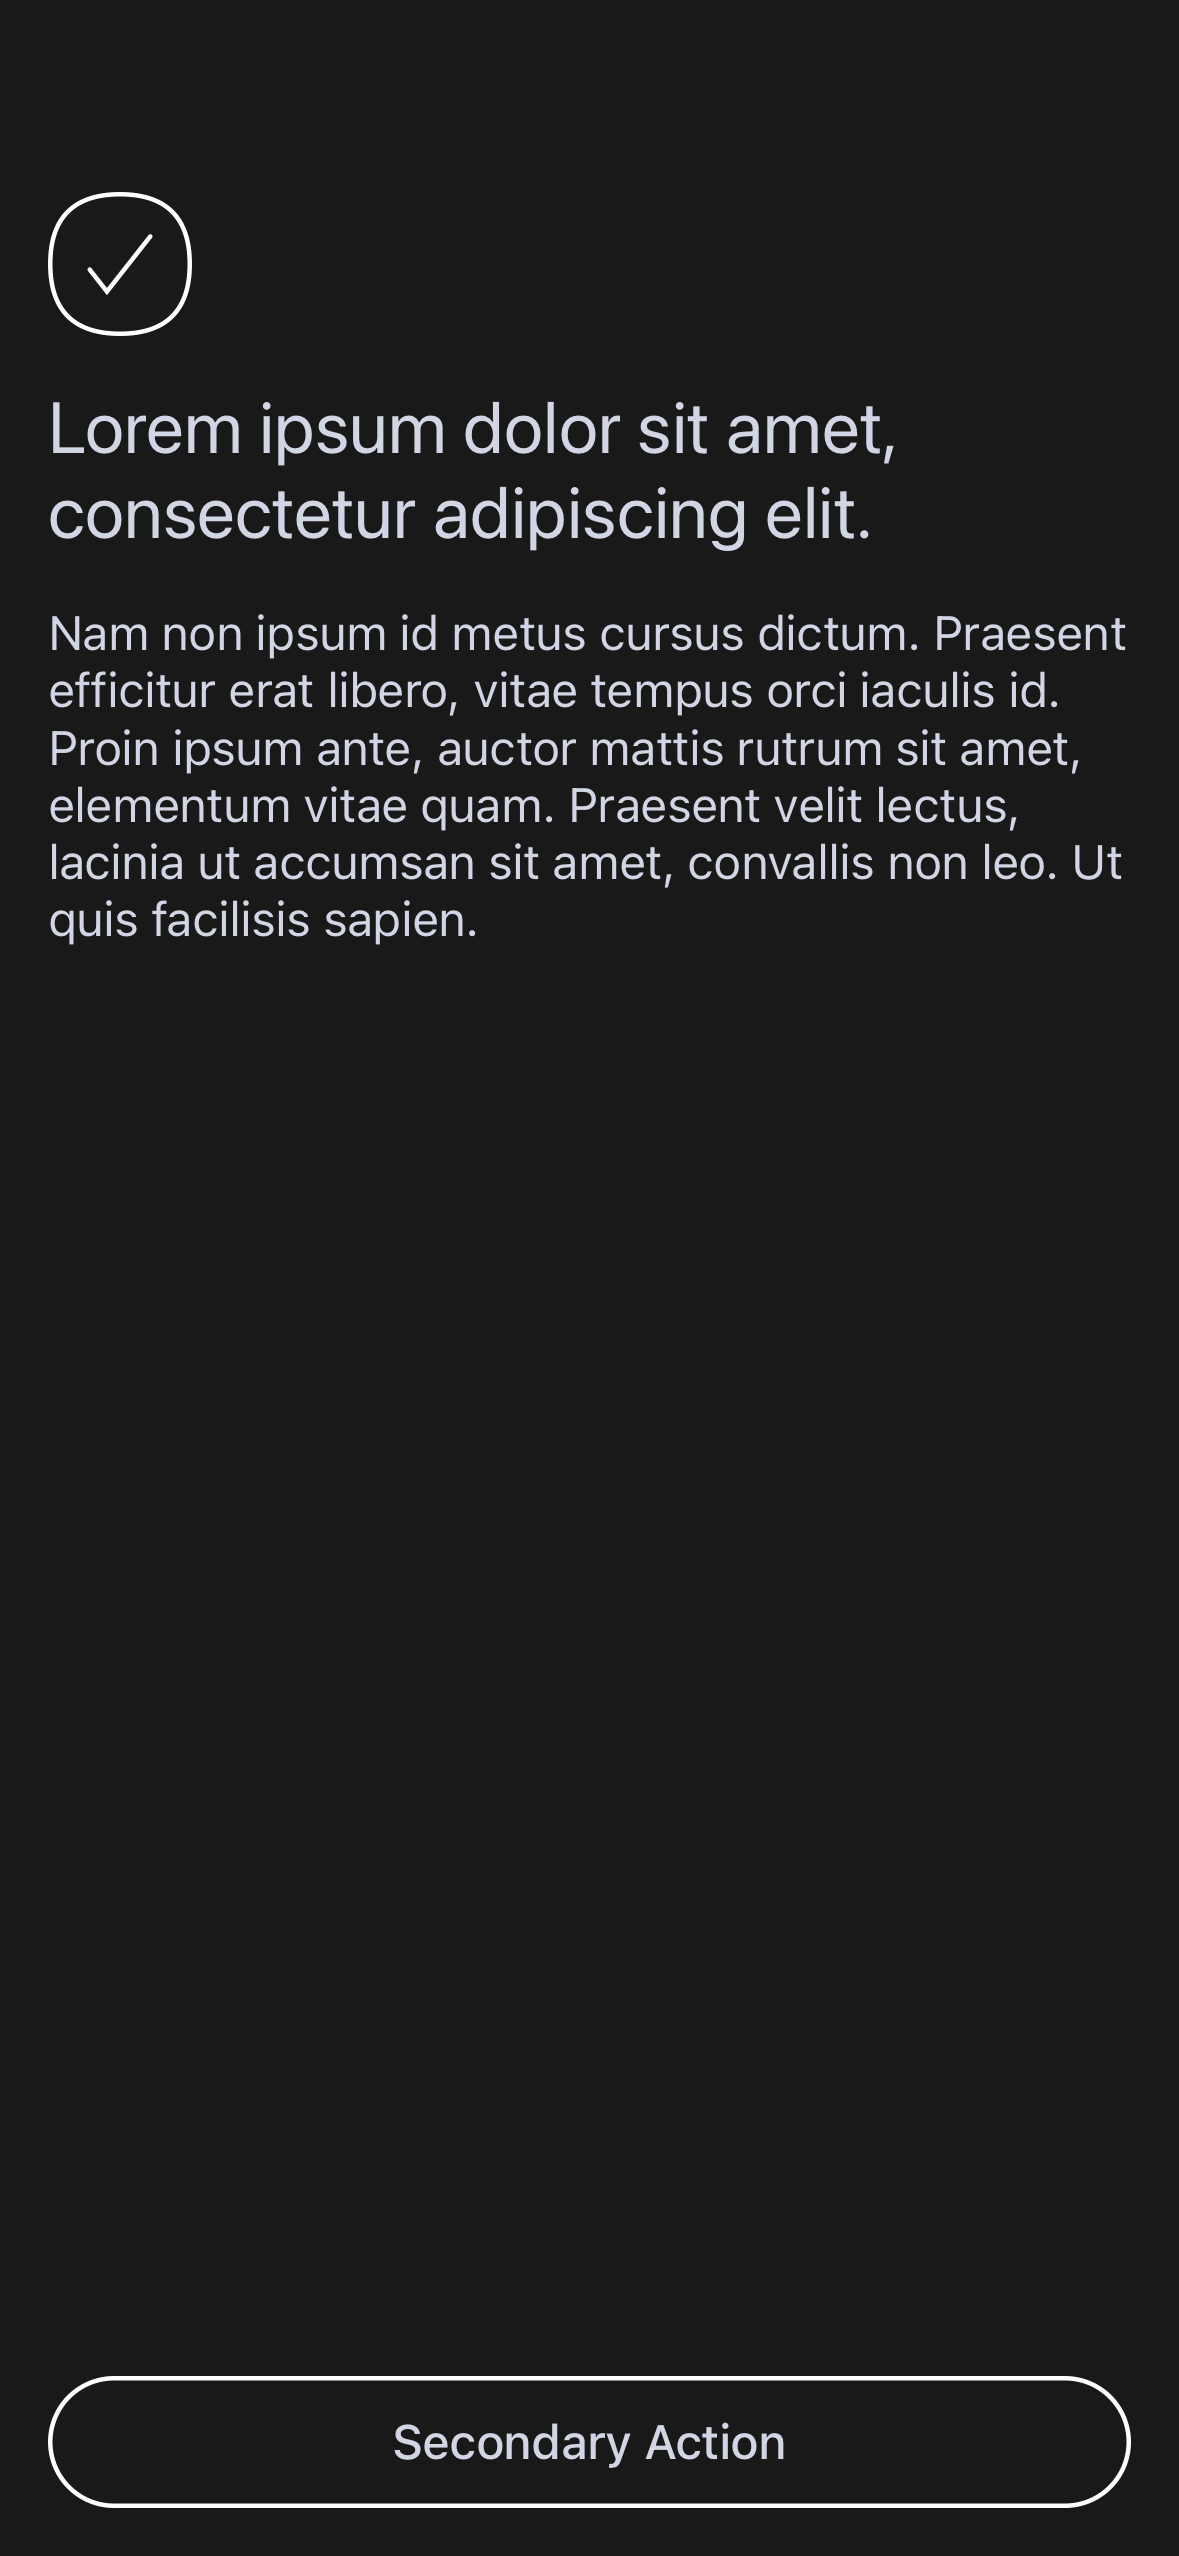 Lorem ipsum dolor sit amet,
consectetur adipiscing elit.
Nam non ipsum id metus cursus dictum. Praesent
efficitur erat libero, vitae tempus orci iaculis id.
Proin ipsum ante, auctor mattis rutrum sit amet,
elementum vitae quam. Praesent velit lectus,
lacinia ut accumsan sit amet, convallis non leo. Ut
quis facilisis sapien.
Secondary Action